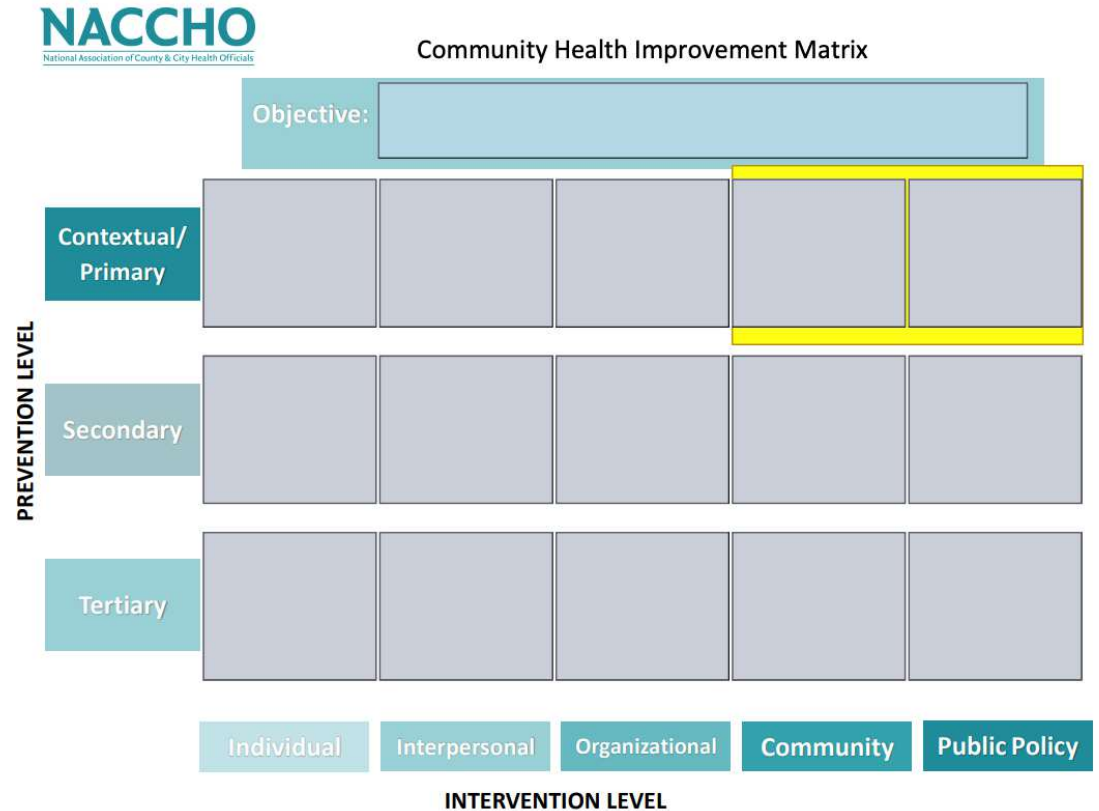 NACCHO
National Association of County & City Health Officials
Community Health Improvement Matrix
Objective:
Contextual/
Primary
PREVENTION LEVEL
Secondary
Tertiary
Individual
Interpersonal
Organizational
Community
Public Policy
INTERVENTION LEVEL